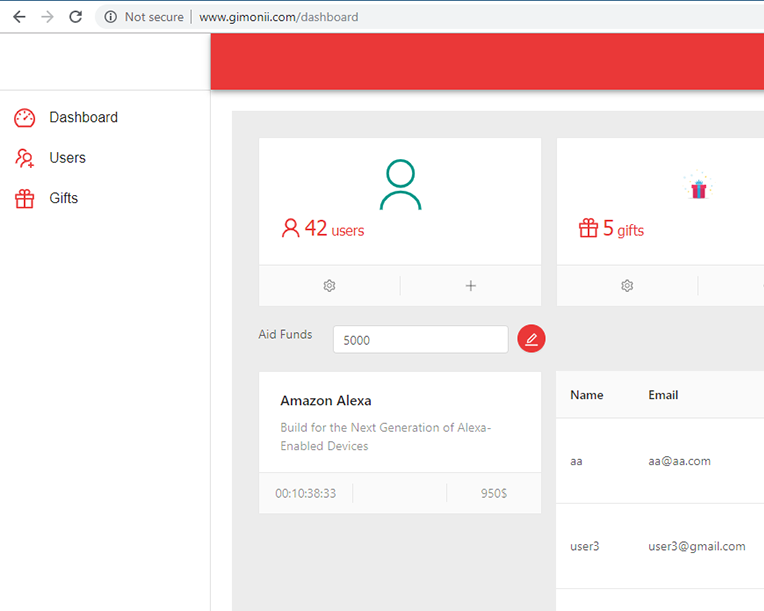 Not secure | www.gimonii.com/dashboard
Dashboard
Users
Gifts
42 users
5 gifts
Aid Funds
5000
Amazon Alexa
Build for the Next Generation of Alexa-
Enabled Devices
00:10:38:33
950$
Name Email
aa aa@aa.com
user3 user3@gmail.com